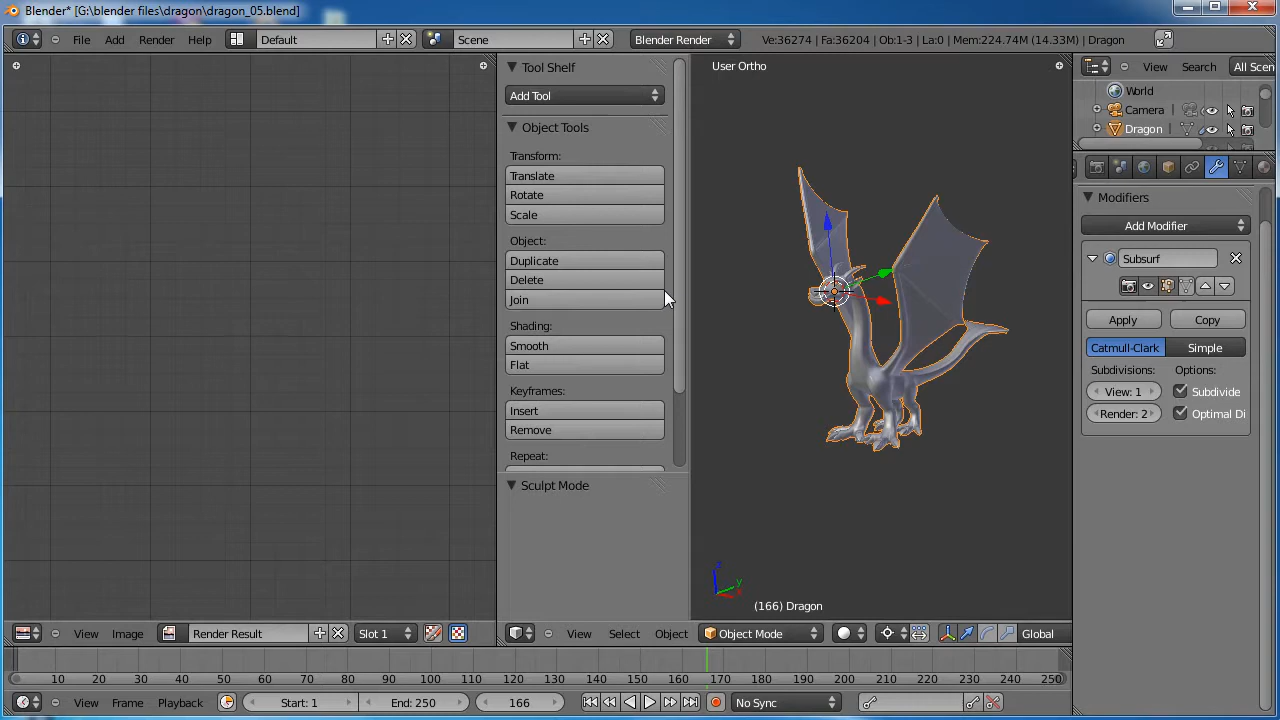 Blender* [G:\blender files\dragon\dragon_05.blend]
File Add Render Help Default Scene Blender Render Ve:36274 | Fa:36204 | Ob:1-3 | La:0 | Mem:224.74M (14.33M) | Dragon
Tool Shelf
Add Tool
Object Tools
Transform:
Translate
Rotate
Scale
Object:
Duplicate
Delete
Join
Shading:
Smooth
Flat
Keyframes:
Insert
Remove
Repeat:
Sculpt Mode
User Ortho
(166) Dragon
z
y
x
View Search All Scen
World
Camera
Dragon
Modifiers
Add Modifier
Subsurf
Apply Copy
Catmull-Clark Simple
Subdivisions: Options:
View: 1 Subdivide
Render: 2 Optimal Di
View Image Render Result Slot 1
View Select Object Object Mode Global
10 20 30 40 50 60 70 80 90 100 110 120 130 140 150 160 170 180 190 200 210 220 230 240 250
View Frame Playback Start: 1 End: 250 166 No Sync